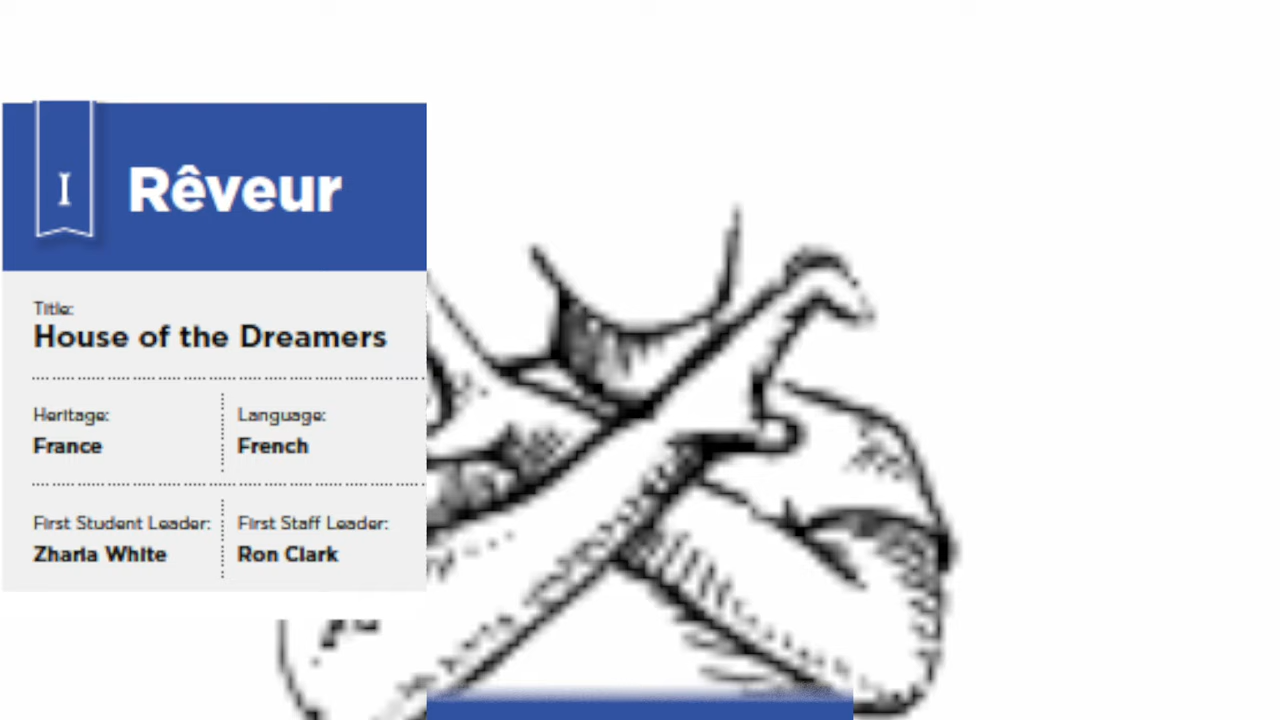 I
Rêveur
Title:
House of the Dreamers
Heritage:
France
Language:
French
First Student Leader:
Zharia White
First Staff Leader:
Ron Clark